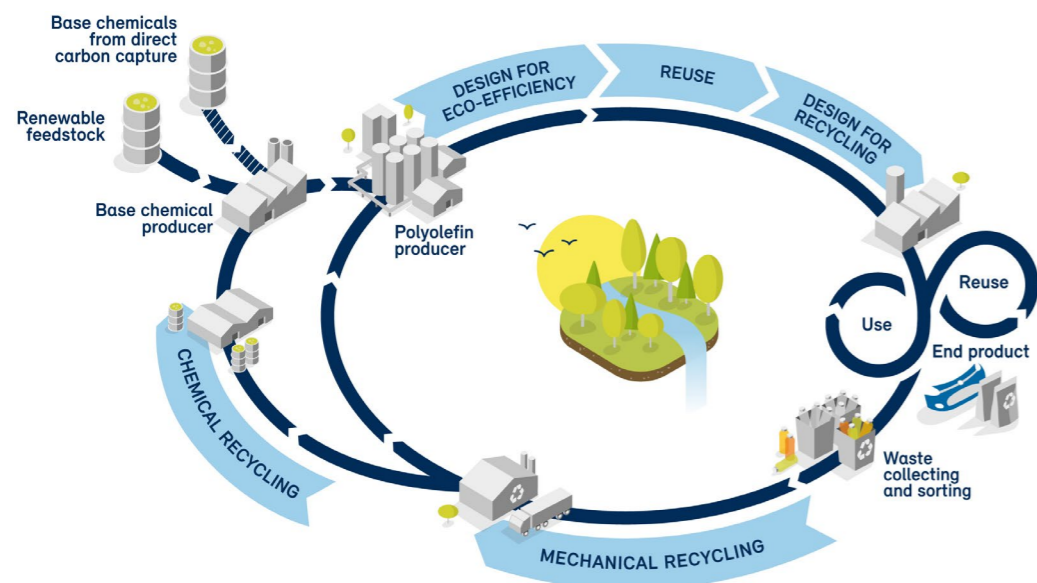 Base chemicals
from direct
carbon capture
Renewable
feedstock
Base chemical
producer
Polyolefin
producer
DESIGN FOR
ECO-EFFICIENCY
REUSE
DESIGN FOR
RECYCLING
Use
Reuse
End product
Waste
collecting
and sorting
MECHANICAL RECYCLING
CHEMICAL RECYCLING